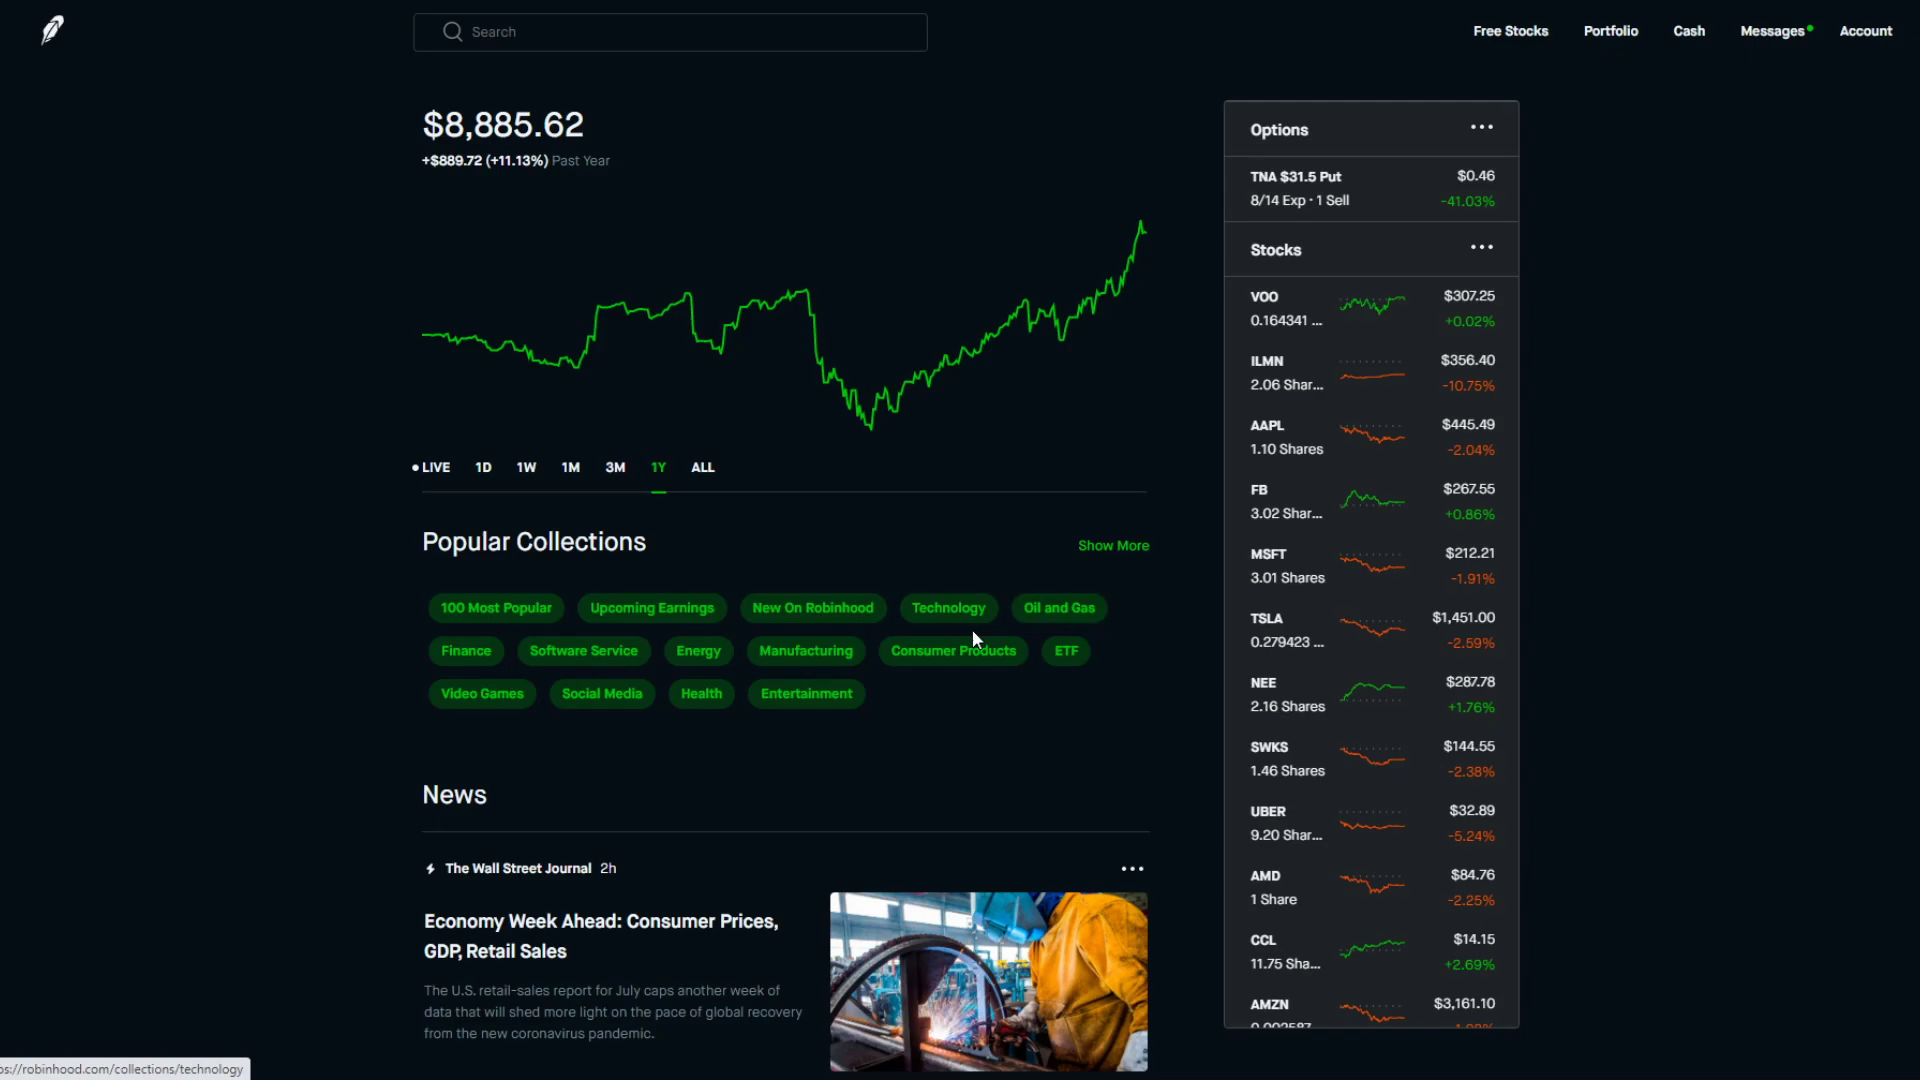 Search
Free Stocks
Portfolio
Cash
Messages
Account
$8,885.62
+$889.72 (+11.13%) Past Year
LIVE
1D
1W
1M
3M
1Y
ALL
Popular Collections
Show More
100 Most Popular
Upcoming Earnings
New On Robinhood
Technology
Oil and Gas
Finance
Software Service
Energy
Manufacturing
Consumer Products
ETF
Video Games
Social Media
Health
Entertainment
News
The Wall Street Journal 2h
Economy Week Ahead: Consumer Prices,
GDP, Retail Sales
The U.S. retail-sales report for July caps another week of
data that will shed more light on the pace of global recovery
from the new coronavirus pandemic.
Options
TNA $31.5 Put $0.46
8/14 Exp · 1 Sell -41.03%
Stocks
VOO $307.25
0.164341 ... +0.02%
ILMN $356.40
2.06 Shar... -10.75%
AAPL $445.49
1.10 Shares -2.04%
FB $267.55
3.02 Shar... +0.86%
MSFT $212.21
3.01 Shares -1.91%
TSLA $1,451.00
0.279423 ... -2.59%
NEE $287.78
2.16 Shares +1.76%
SWKS $144.55
1.46 Shares -2.38%
UBER $32.89
9.20 Shar... -5.24%
AMD $84.76
1 Share -2.25%
CCL $14.15
11.75 Sha... +2.69%
AMZN $3,161.10
ps://robinhood.com/collections/technology